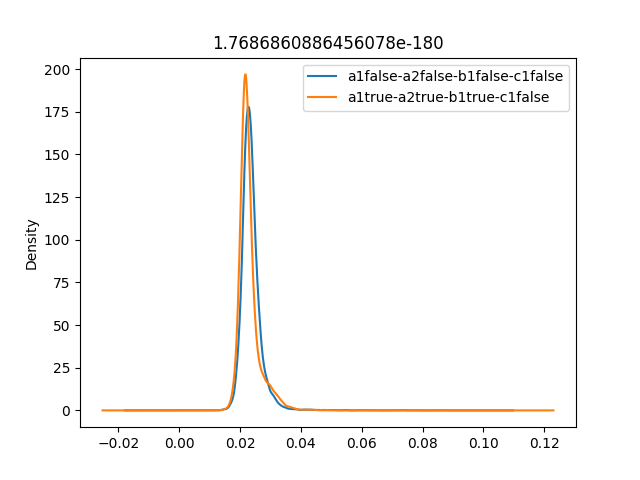 1.7686860886456078e-180
a1false-a2false-b1false-c1false
a1true-a2true-b1true-c1false
Density
200
175
150
125
100
75
50
25
0
−0.02 0.00 0.02 0.04 0.06 0.08 0.10 0.12